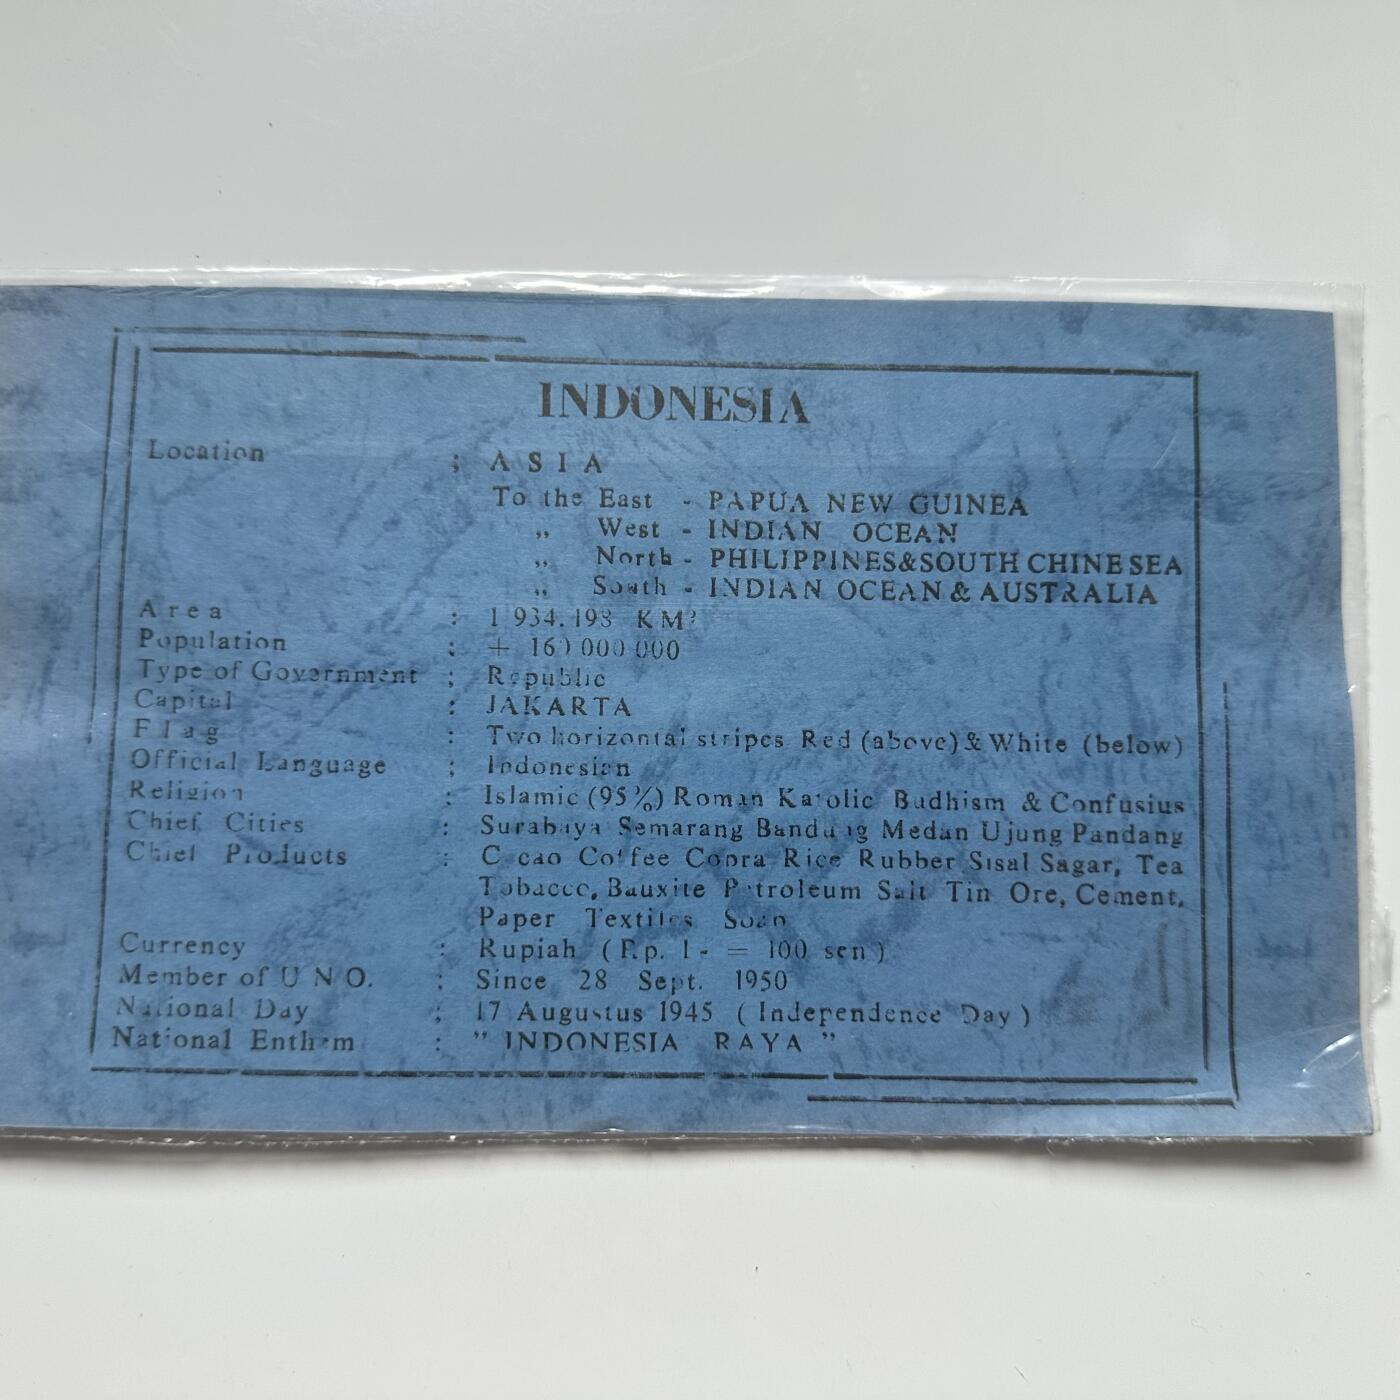 INDONESIA
Location : ASIA
To the East - PAPUA NEW GUINEA
,, West - INDIAN OCEAN
,, North - PHILIPPINES&SOUTH CHINE SEA
,, South - INDIAN OCEAN & AUSTRALIA
Area : 1 934.198 KM²
Population : + 160 000 000
Type of Government : Republic
Capital : JAKARTA
Flag : Two horizontal stripes Red (above) & White (below)
Official Language : Indonesian
Religion : Islamic (95%) Roman Katolic Budhism & Confusius
Chief Cities : Surabaya Semarang Bandung Medan Ujung Pandang
Chief Products : Cocao Coffee Copra Rice Rubber Sisal Sagar, Tea
Tobacco, Bauxite Petroleum Salt Tin Ore, Cement,
Paper Textiles Soap
Currency : Rupiah (Rp. 1- = 100 sen)
Member of U N O. : Since 28 Sept. 1950
National Day : 17 Augustus 1945 (Independence Day)
National Enthem : " INDONESIA RAYA "